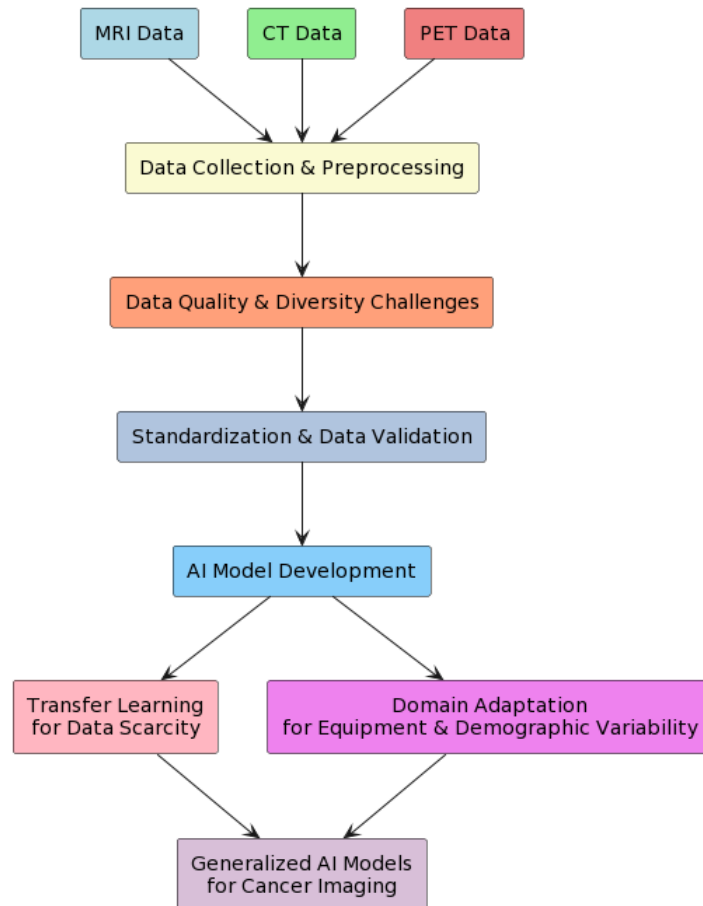 MRI Data
CT Data
PET Data
Data Collection & Preprocessing
Data Quality & Diversity Challenges
Standardization & Data Validation
AI Model Development
Transfer Learning
for Data Scarcity
Domain Adaptation
for Equipment & Demographic Variability
Generalized AI Models
for Cancer Imaging